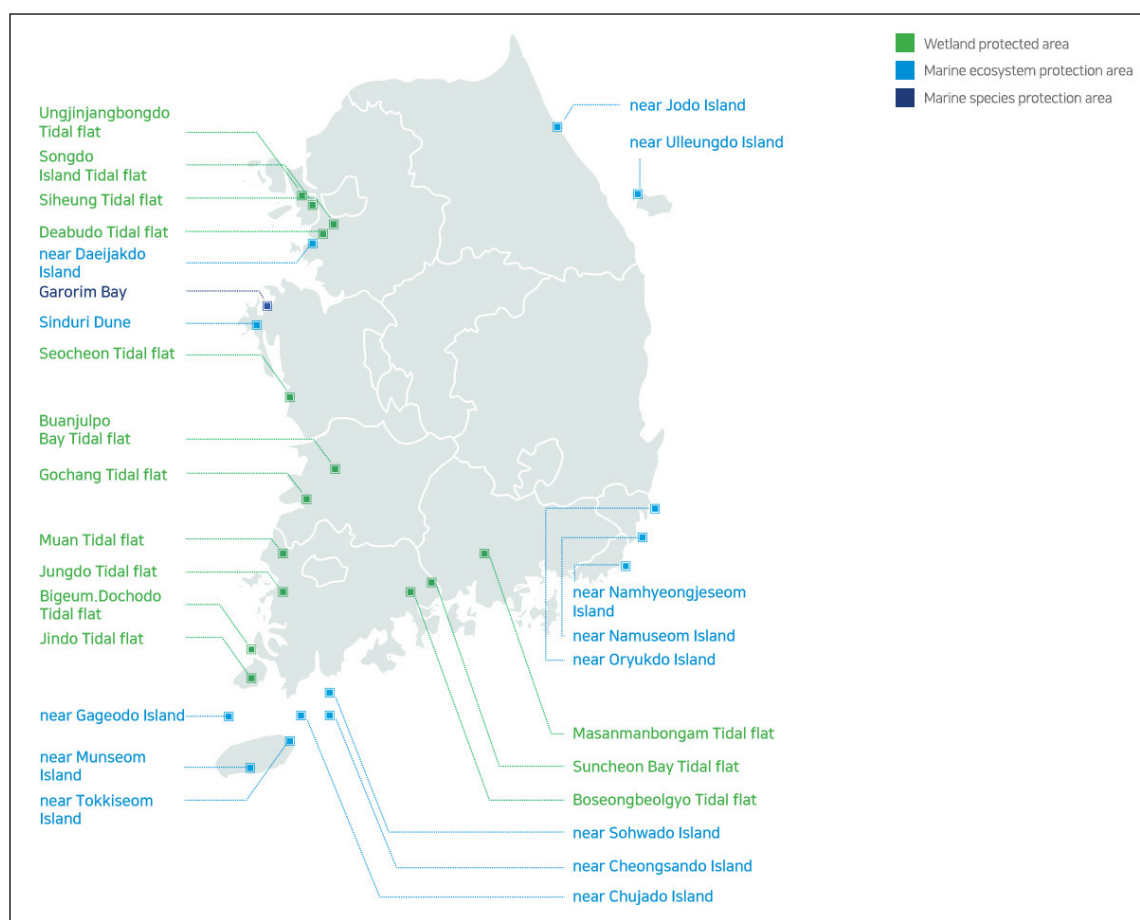 Wetland protected area
Marine ecosystem protection area
Marine species protection area
Ungjinjangbongdo
Tidal flat
Songdo
Island Tidal flat
Siheung Tidal flat
Deabudo Tidal flat
near Daeijakdo
Island
Garorim Bay
Sinduri Dune
Seocheon Tidal flat
Buanjulpo
Bay Tidal flat
Gochang Tidal flat
Muan Tidal flat
Jungdo Tidal flat
Bigeum.Dochodo
Tidal flat
Jindo Tidal flat
near Gageodo Island
near Munseom
Island
near Tokkiseom
Island
near Jodo Island
near Ulleungdo Island
near Namhyeongjeseom
Island
near Namuseom Island
near Oryukdo Island
Masanmanbongam Tidal flat
Suncheon Bay Tidal flat
Boseongbeolgyo Tidal flat
near Sohwado Island
near Cheongsando Island
near Chujado Island